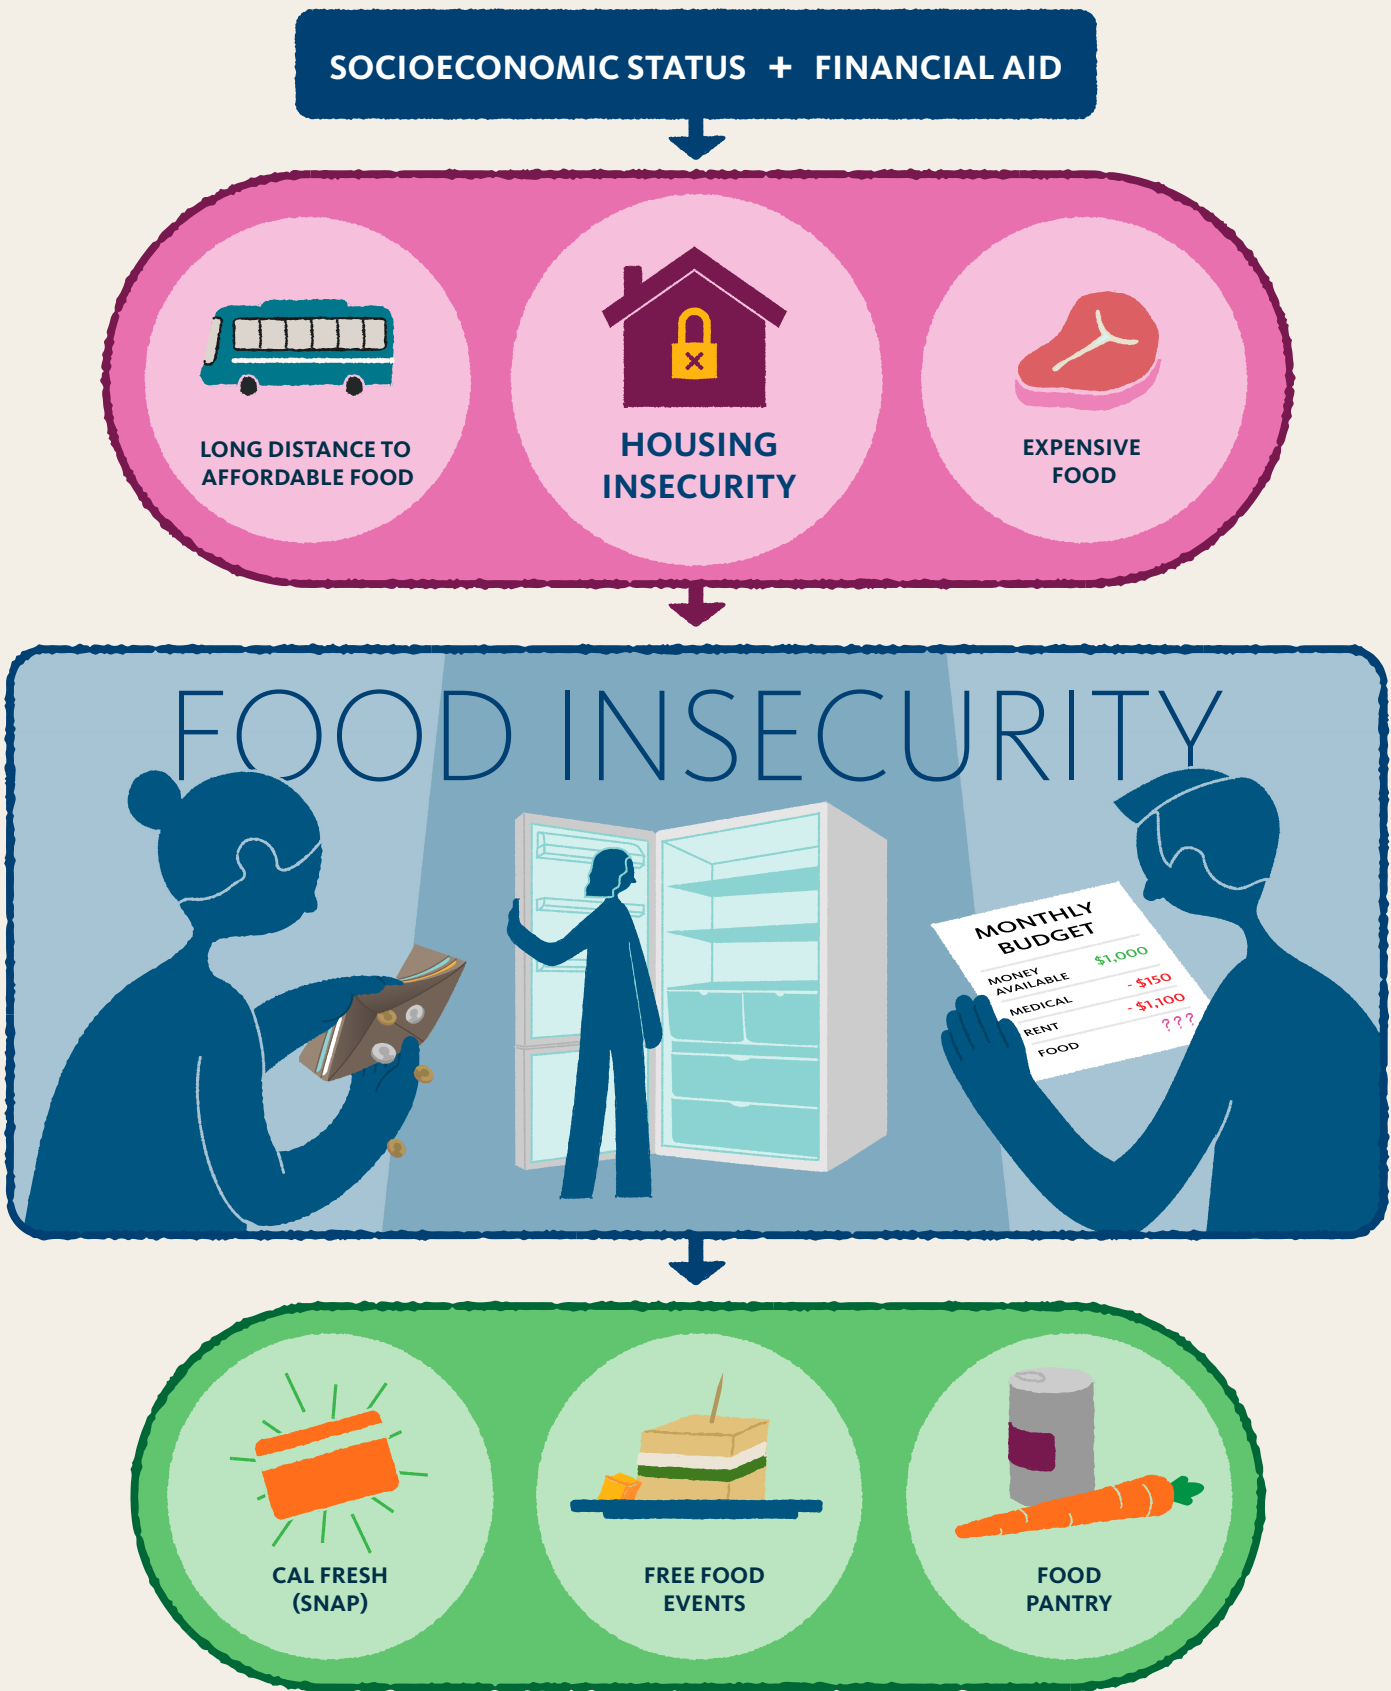 SOCIOECONOMIC STATUS + FINANCIAL AID
LONG DISTANCE TO
AFFORDABLE FOOD
HOUSING
INSECURITY
EXPENSIVE
FOOD
FOOD INSECURITY
MONTHLY
BUDGET
MONEY
AVAILABLE $1,000
MEDICAL - $150
RENT - $1,100
FOOD ???
CAL FRESH
(SNAP)
FREE FOOD
EVENTS
FOOD
PANTRY